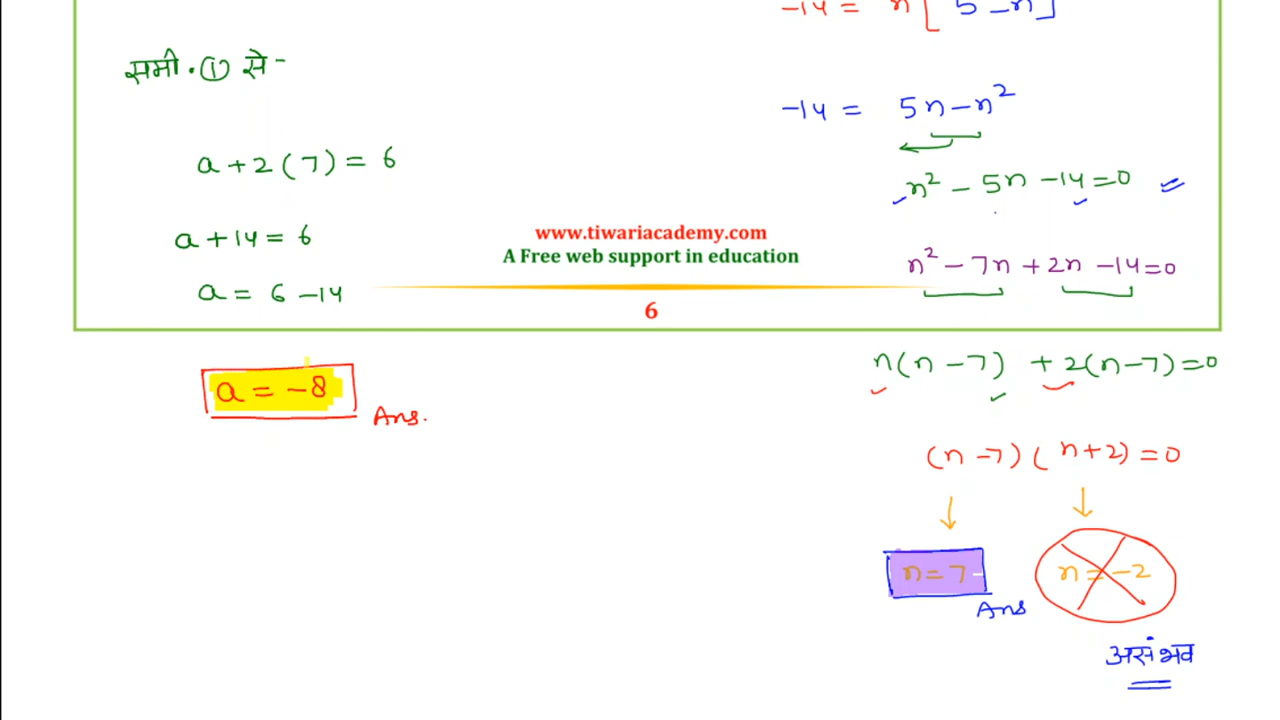 -14 = n[ 5 -n]
समी. ① से -
-14 = 5n - n²
a + 2 (7) = 6
n² - 5n - 14 = 0
a + 14 = 6
www.tiwariacademy.com
A Free web support in education
n² - 7n + 2n - 14 = 0
a = 6 - 14
6
n(n - 7) + 2(n - 7) = 0
a = -8
Ans.
(n - 7) ( n + 2) = 0
n = 7
n = -2
Ans
असंभव